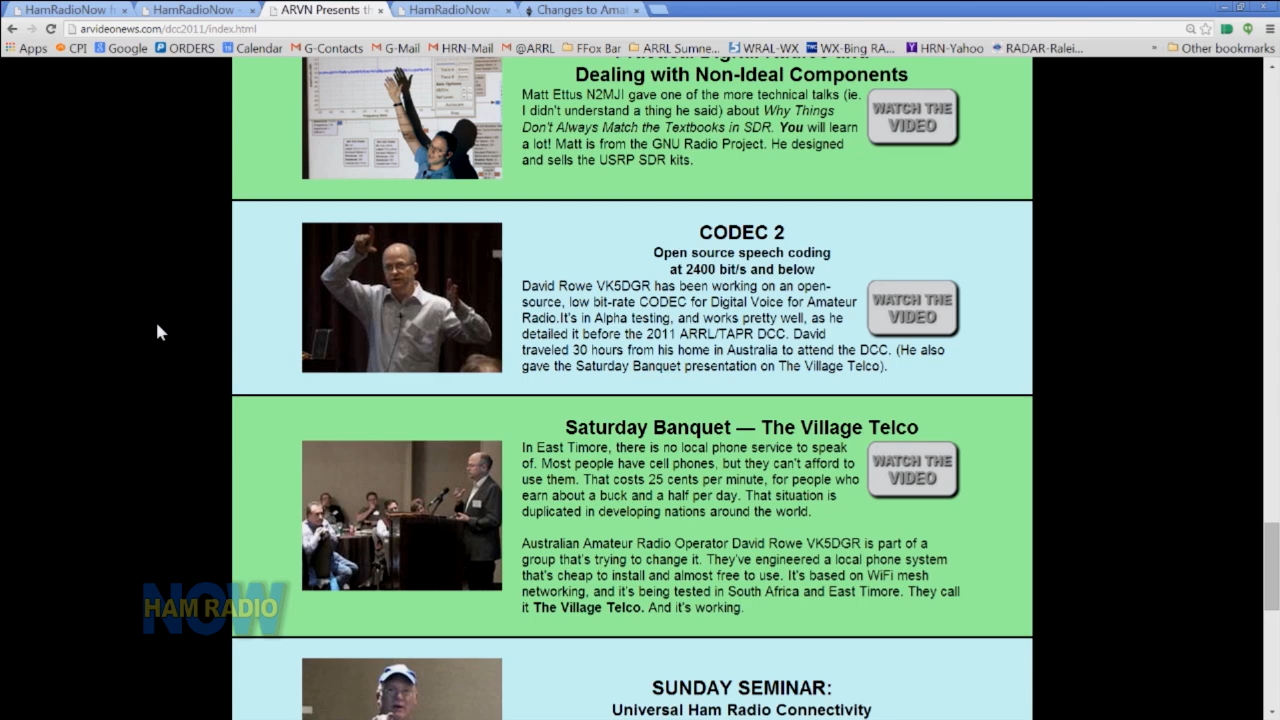 HamRadioNow
HamRadioNow -
ARVN Presents th
HamRadioNow -
Changes to Amat
arvideonews.com/dcc2011/index.html
Apps CPI Google ORDERS Calendar G-Contacts G-Mail HRN-Mail @ARRL FFox Bar ARRL Sumne... WRAL-WX WX-Bing RA... HRN-Yahoo RADAR-Ralei... » Other bookmarks
Dealing with Non-Ideal Components
Matt Ettus N2MJI gave one of the more technical talks (ie.
I didn't understand a thing he said) about Why Things
Don't Always Match the Textbooks in SDR. You will learn
a lot! Matt is from the GNU Radio Project. He designed
and sells the USRP SDR kits.
WATCH THE
VIDEO
CODEC 2
Open source speech coding
at 2400 bit/s and below
David Rowe VK5DGR has been working on an open-
source, low bit-rate CODEC for Digital Voice for Amateur
Radio.It's in Alpha testing, and works pretty well, as he
detailed it before the 2011 ARRL/TAPR DCC. David
traveled 30 hours from his home in Australia to attend the DCC. (He also
gave the Saturday Banquet presentation on The Village Telco).
WATCH THE
VIDEO
Saturday Banquet — The Village Telco
In East Timore, there is no local phone service to speak
of. Most people have cell phones, but they can't afford to
use them. That costs 25 cents per minute, for people who
earn about a buck and a half per day. That situation is
duplicated in developing nations around the world.
WATCH THE
VIDEO
Australian Amateur Radio Operator David Rowe VK5DGR is part of a
group that's trying to change it. They've engineered a local phone system
that's cheap to install and almost free to use. It's based on WiFi mesh
networking, and it's being tested in South Africa and East Timore. They call
it The Village Telco. And it's working.
NOW
HAM RADIO
SUNDAY SEMINAR:
Universal Ham Radio Connectivity